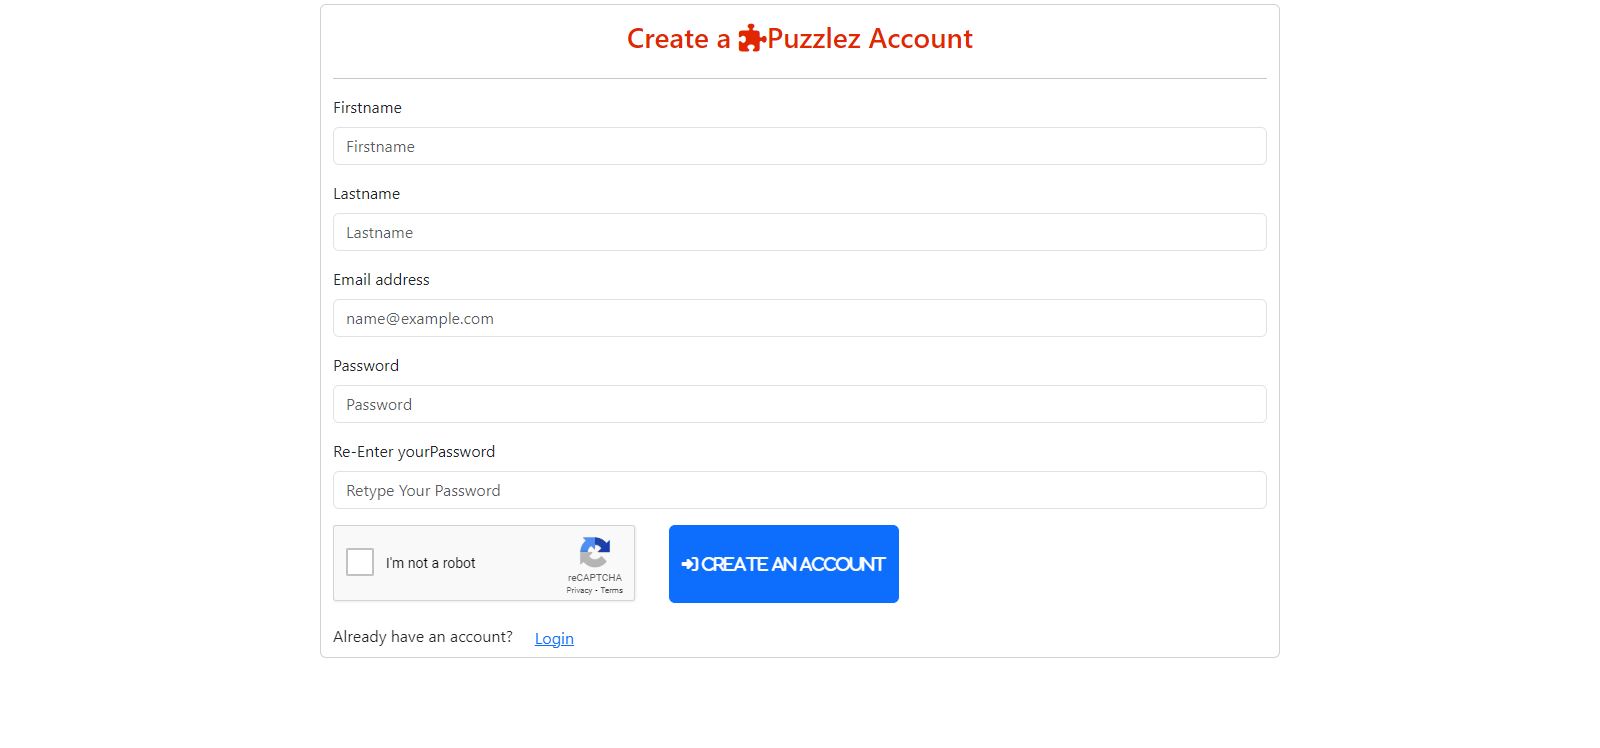 Create a Puzzlez Account
Firstname
Firstname
Lastname
Lastname
Email address
name@example.com
Password
Password
Re-Enter yourPassword
Retype Your Password
I'm not a robot
reCAPTCHA
Privacy - Terms
CREATE AN ACCOUNT
Already have an account? Login